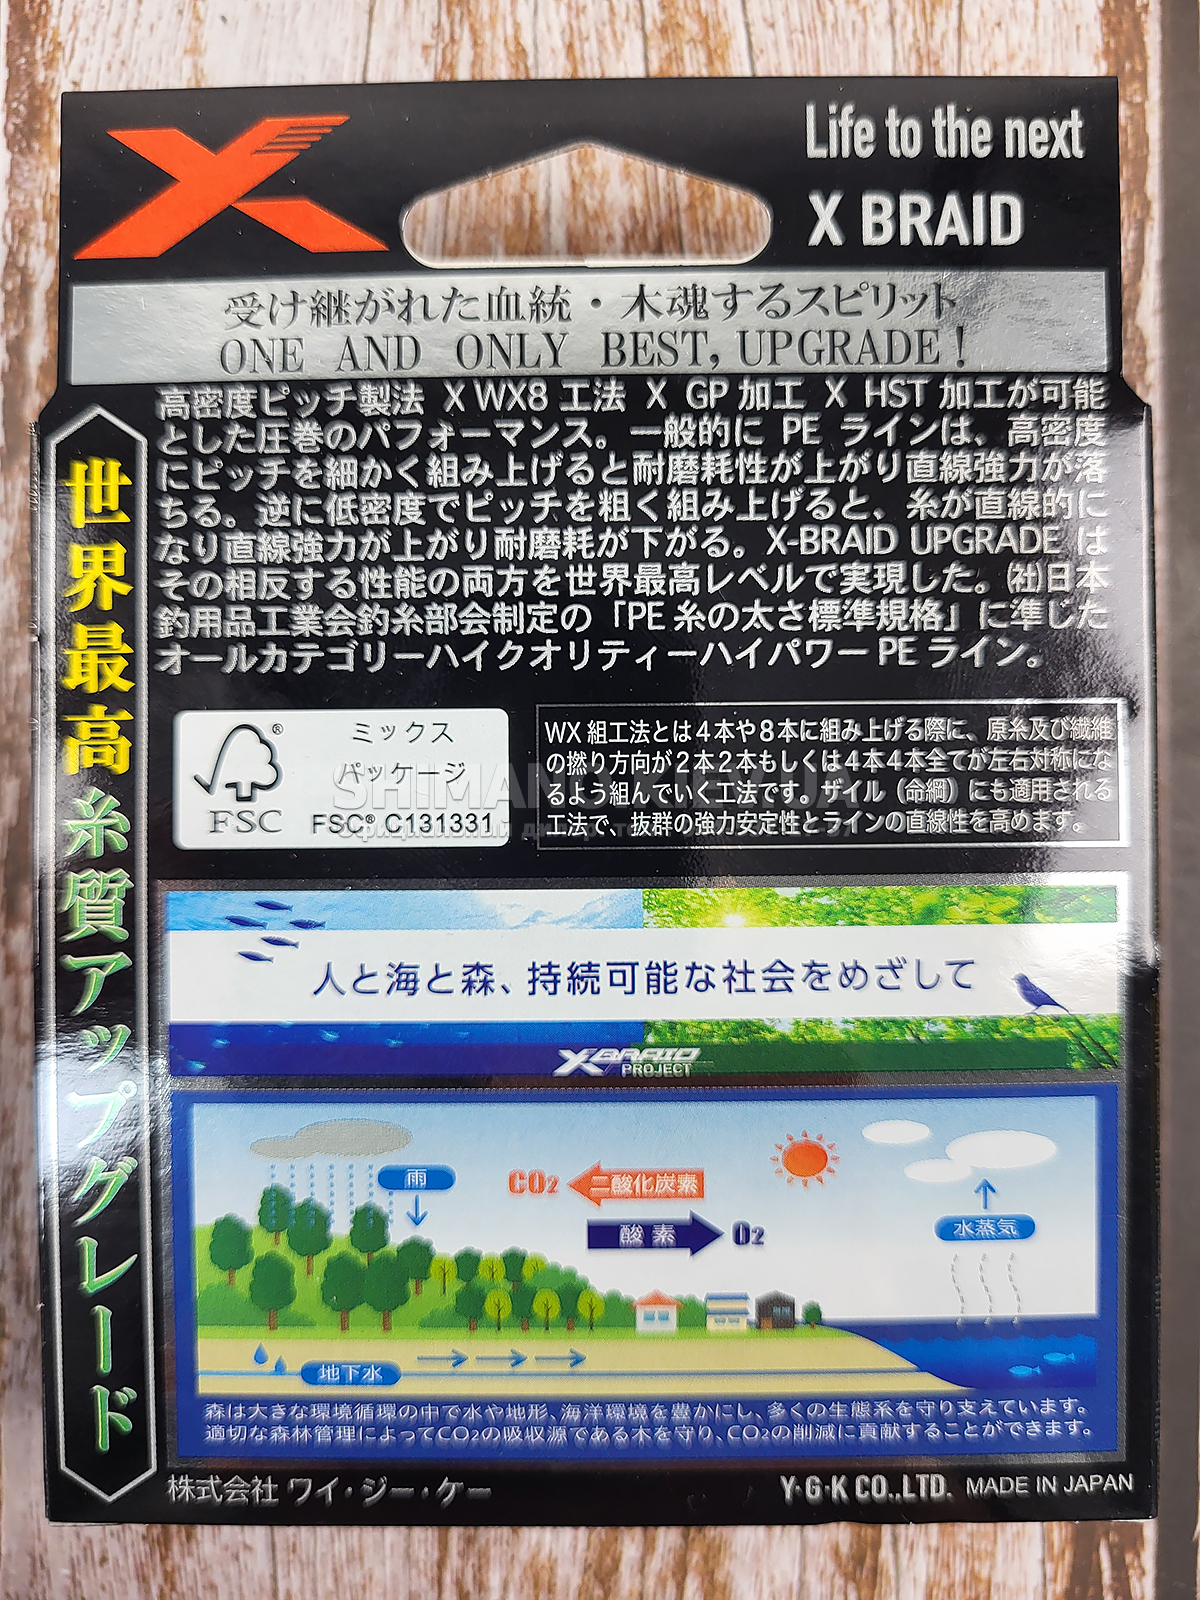 Life to the next
X BRAID
受け継がれた血統・木魂するスピリット
ONE AND ONLY BEST, UPGRADE!
高密度ピッチ製法 X WX8 工法 X GP 加工 X HST 加工が可能
とした圧巻のパフォーマンス。一般的に PE ラインは、高密度
にピッチを細かく組み上げると耐磨耗性が上がり直線強力が落
ちる。逆に低密度でピッチを粗く組み上げると、糸が直線的に
なり直線強力が上がり耐磨耗が下がる。X-BRAID UPGRADE は
その相反する性能の両方を世界最高レベルで実現した。㈳日本
釣用品工業会釣糸部会制定の「PE 糸の太さ標準規格」に準じた
オールカテゴリーハイクオリティーハイパワー PE ライン。
世界最高糸質アップグレード
ミックス
パッケージ
FSC® C131331
®
FSC
WX 組工法とは4本や8本に組み上げる際に、原糸及び繊維
の撚り方向が2本2本もしくは4本4本全てが左右対称にな
るよう組んでいく工法です。ザイル（命綱）にも適用される
工法で、抜群の強力安定性とラインの直線性を高めます。
SHIMANO.KIEV.UA
人と海と森、持続可能な社会をめざして
X BRAID
PROJECT
雨
CO2
二酸化炭素
酸素
O2
水蒸気
地下水
森は大きな環境循環の中で水や地形、海洋環境を豊かにし、多くの生態系を守り支えています。
適切な森林管理によってCO2の吸収源である木を守り、CO2の削減に貢献することができます。
株式会社 ワイ・ジー・ケー
Y·G·K CO.,LTD. MADE IN JAPAN